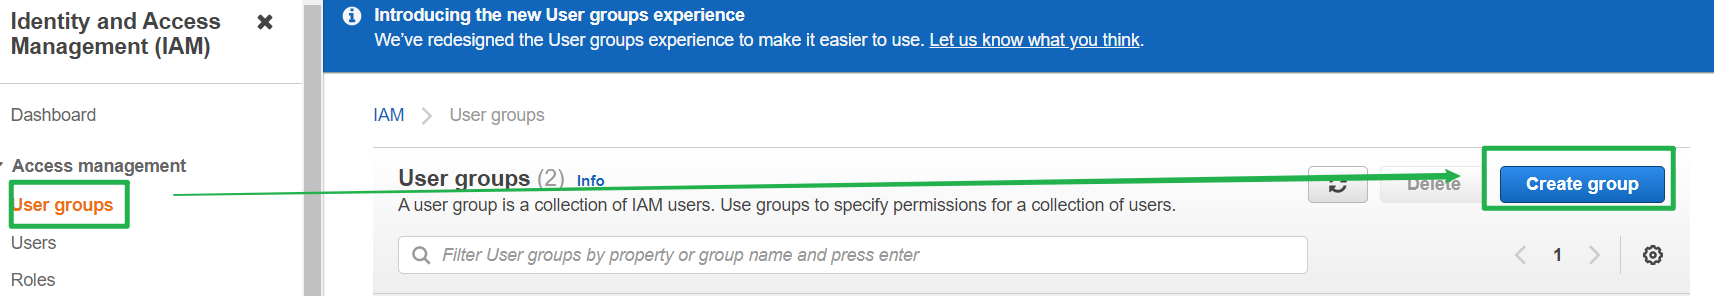 Identity and Access
Management (IAM)
Dashboard
Access management
User groups
Users
Roles
Introducing the new User groups experience
We've redesigned the User groups experience to make it easier to use. Let us know what you think.
IAM
User groups
User groups (2) Info
Delete
Create group
A user group is a collection of IAM users. Use groups to specify permissions for a collection of users.
Filter User groups by property or group name and press enter
1